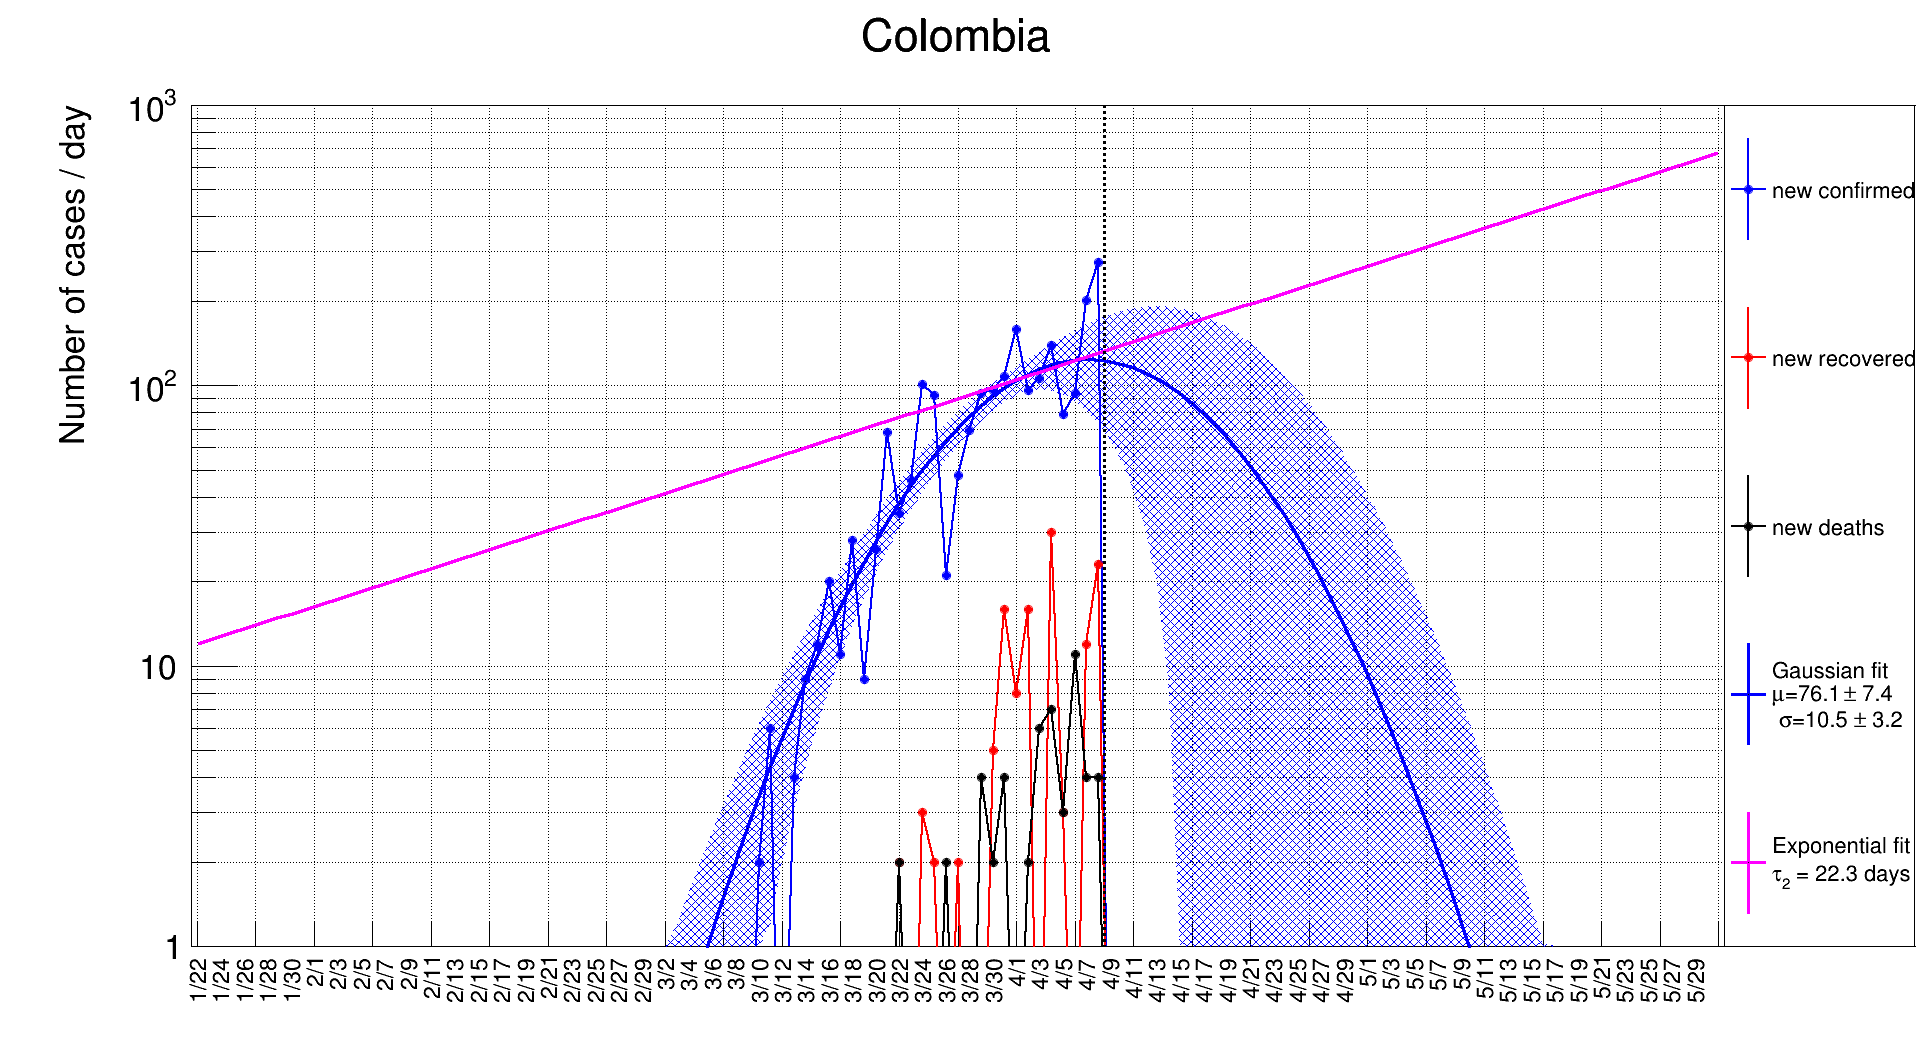 Colombia
Number of cases / day
10³
10²
10
1
1/22 1/24 1/26 1/28 1/30 2/1 2/3 2/5 2/7 2/9 2/11 2/13 2/15 2/17 2/19 2/21 2/23 2/25 2/27 2/29 3/2 3/4 3/6 3/8 3/10 3/12 3/14 3/16 3/18 3/20 3/22 3/24 3/26 3/28 3/30 4/1 4/3 4/5 4/7 4/9 4/11 4/13 4/15 4/17 4/19 4/21 4/23 4/25 4/27 4/29 5/1 5/3 5/5 5/7 5/9 5/11 5/13 5/15 5/17 5/19 5/21 5/23 5/25 5/27 5/29
new confirmed
new recovered
new deaths
Gaussian fit
μ=76.1 ± 7.4
σ=10.5 ± 3.2
Exponential fit
τ₂ = 22.3 days